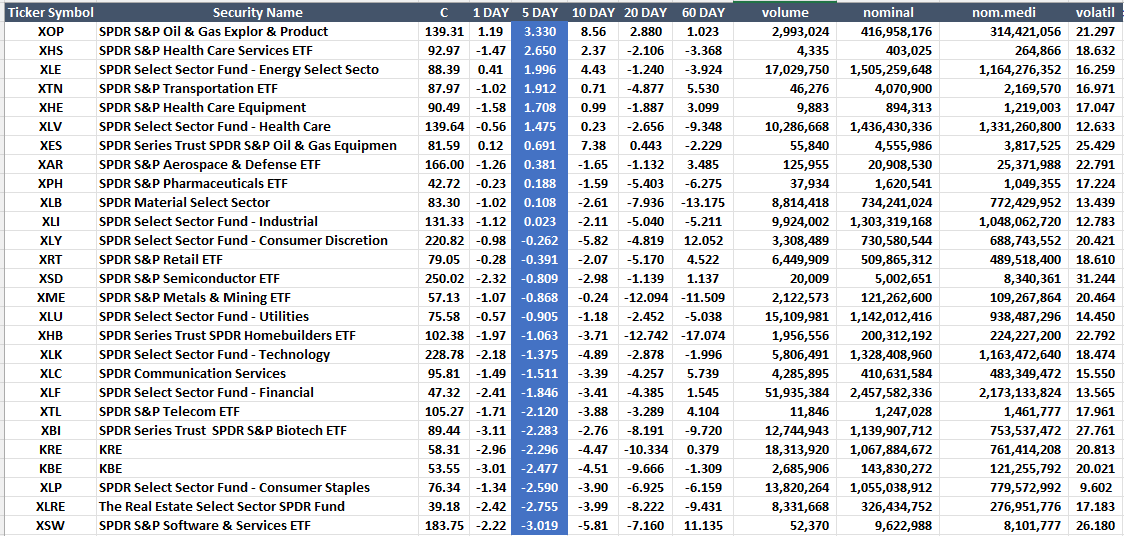 Ticker Symbol Security Name C 1 DAY 5 DAY 10 DAY 20 DAY 60 DAY volume nominal nom.medi volatil
XOP SPDR S&P Oil & Gas Explor & Product 139.31 1.19 3.330 8.56 2.880 1.023 2,993,024 416,958,176 314,421,056 21.297
XHS SPDR S&P Health Care Services ETF 92.97 -1.47 2.650 2.37 -2.106 -3.368 4,335 403,025 264,866 18.632
XLE SPDR Select Sector Fund - Energy Select Secto 88.39 0.41 1.996 4.43 -1.240 -3.924 17,029,750 1,505,259,648 1,164,276,352 16.259
XTN SPDR S&P Transportation ETF 87.97 -1.02 1.912 0.71 -4.877 5.530 46,276 4,070,900 2,169,570 16.971
XHE SPDR S&P Health Care Equipment 90.49 -1.58 1.708 0.99 -1.887 3.099 9,883 894,313 1,219,003 17.047
XLV SPDR Select Sector Fund - Health Care 139.64 -0.56 1.475 0.23 -2.656 -9.348 10,286,668 1,436,430,336 1,331,260,800 12.633
XES SPDR Series Trust SPDR S&P Oil & Gas Equipmen 81.59 0.12 0.691 7.38 0.443 -2.229 55,840 4,555,986 3,817,525 25.429
XAR SPDR S&P Aerospace & Defense ETF 166.00 -1.26 0.381 -1.65 -1.132 3.485 125,955 20,908,530 25,371,988 22.791
XPH SPDR S&P Pharmaceuticals ETF 42.72 -0.23 0.188 -1.59 -5.403 -6.275 37,934 1,620,541 1,049,355 17.224
XLB SPDR Material Select Sector 83.30 -1.02 0.108 -2.61 -7.936 -13.175 8,814,418 734,241,024 772,429,952 13.439
XLI SPDR Select Sector Fund - Industrial 131.33 -1.12 0.023 -2.11 -5.040 -5.211 9,924,002 1,303,319,168 1,048,062,720 12.783
XLY SPDR Select Sector Fund - Consumer Discretion 220.82 -0.98 -0.262 -5.82 -4.819 12.052 3,308,489 730,580,544 688,743,552 20.421
XRT SPDR S&P Retail ETF 79.05 -0.28 -0.391 -2.07 -5.170 4.522 6,449,909 509,865,312 489,518,400 18.610
XSD SPDR S&P Semiconductor ETF 250.02 -2.32 -0.809 -2.98 -1.139 1.137 20,009 5,002,651 8,340,361 31.244
XME SPDR S&P Metals & Mining ETF 57.13 -1.07 -0.868 -0.24 -12.094 -11.509 2,122,573 121,262,600 109,267,864 20.464
XLU SPDR Select Sector Fund - Utilities 75.58 -0.57 -0.905 -1.18 -2.452 -5.038 15,109,981 1,142,012,416 938,487,296 14.450
XHB SPDR Series Trust SPDR Homebuilders ETF 102.38 -1.97 -1.063 -3.71 -12.742 -17.074 1,956,556 200,312,192 224,227,200 22.792
XLK SPDR Select Sector Fund - Technology 228.78 -2.18 -1.375 -4.89 -2.878 -1.996 5,806,491 1,328,408,960 1,163,472,640 18.474
XLC SPDR Communication Services 95.81 -1.49 -1.511 -3.39 -4.257 5.739 4,285,895 410,631,584 483,349,472 15.550
XLF SPDR Select Sector Fund - Financial 47.32 -2.41 -1.846 -3.41 -4.385 1.545 51,935,384 2,457,582,336 2,173,133,824 13.565
XTL SPDR S&P Telecom ETF 105.27 -1.71 -2.120 -3.88 -3.289 4.104 11,846 1,247,028 1,461,777 17.961
XBI SPDR Series Trust SPDR S&P Biotech ETF 89.44 -3.11 -2.283 -2.76 -8.191 -9.720 12,744,943 1,139,907,712 753,537,472 27.761
KRE KRE 58.31 -2.96 -2.296 -4.47 -10.334 0.379 18,313,920 1,067,884,672 761,414,208 20.813
KBE KBE 53.55 -3.01 -2.477 -4.51 -9.666 -1.309 2,685,906 143,830,272 121,255,792 20.021
XLP SPDR Select Sector Fund - Consumer Staples 76.34 -1.34 -2.590 -3.90 -6.925 -6.159 13,820,264 1,055,038,912 779,572,992 9.602
XLRE The Real Estate Select Sector SPDR Fund 39.18 -2.42 -2.755 -3.99 -8.222 -9.431 8,331,668 326,434,752 276,951,776 17.183
XSW SPDR S&P Software & Services ETF 183.75 -2.22 -3.019 -5.81 -7.160 11.135 52,370 9,622,988 8,101,777 26.180